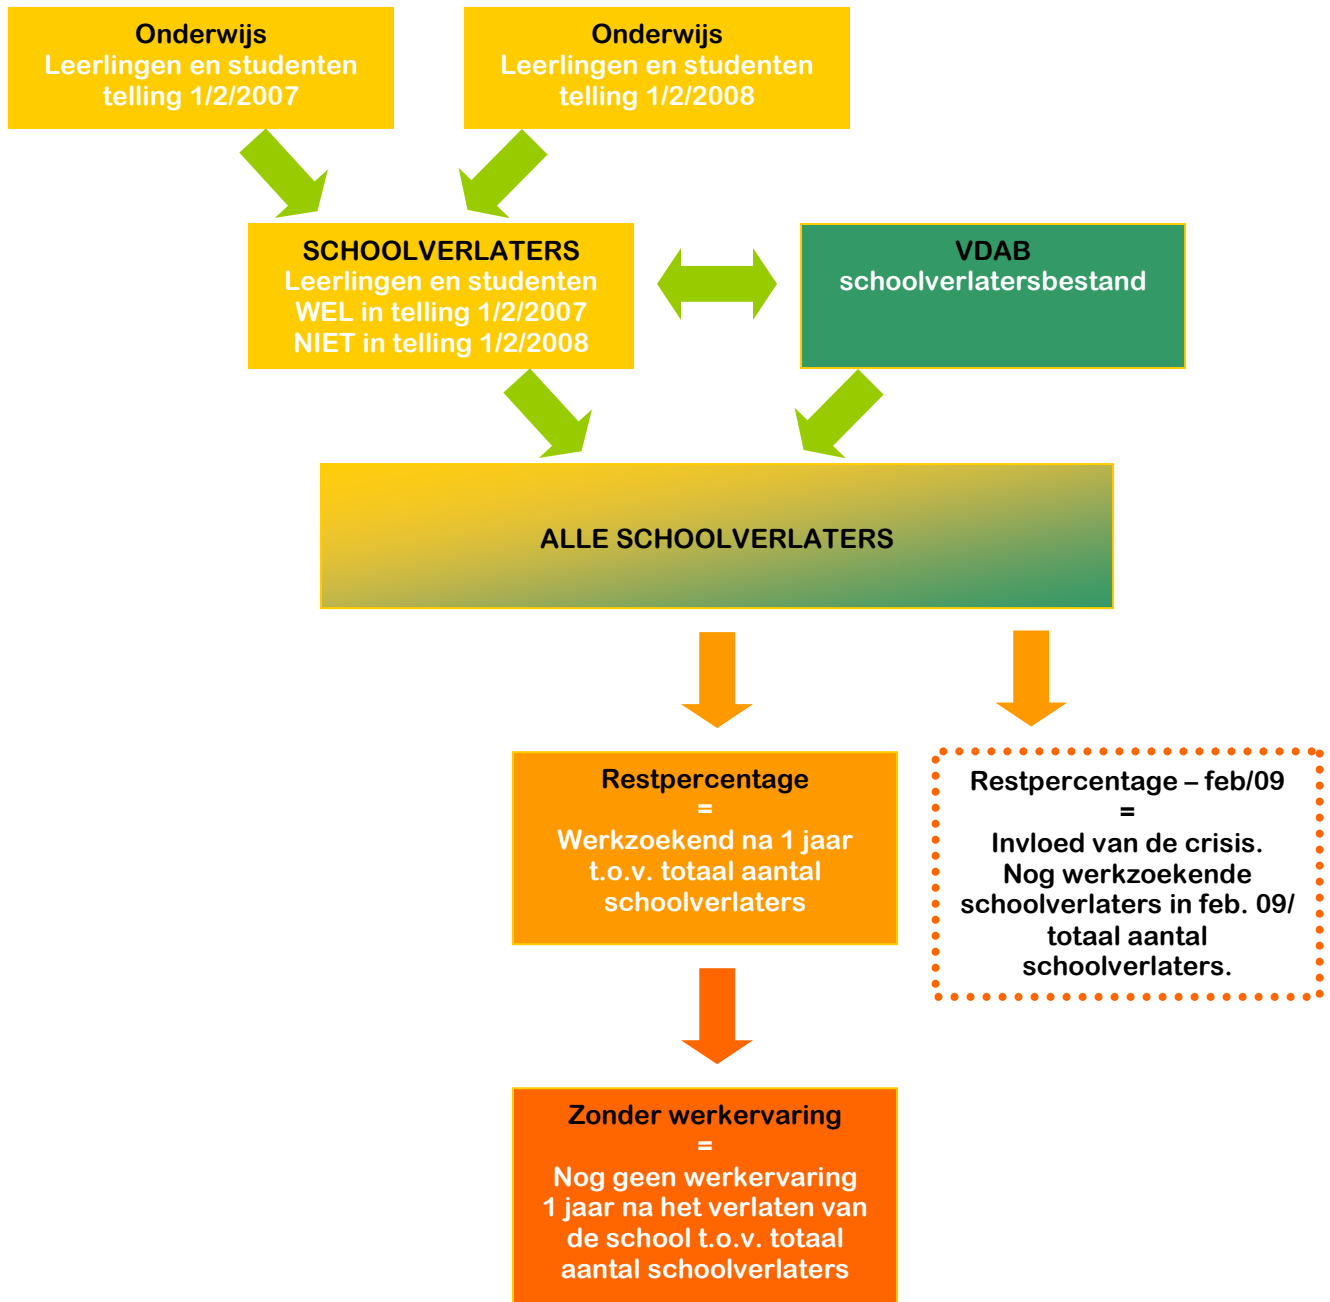 Onderwijs
Leerlingen en studenten
telling 1/2/2007
Onderwijs
Leerlingen en studenten
telling 1/2/2008
SCHOOLVERLATERS
Leerlingen en studenten
WEL in telling 1/2/2007
NIET in telling 1/2/2008
VDAB
schoolverlatersbestand
ALLE SCHOOLVERLATERS
Restpercentage
=
Werkzoekend na 1 jaar
t.o.v. totaal aantal
schoolverlaters
Restpercentage – feb/09
=
Invloed van de crisis.
Nog werkzoekende
schoolverlaters in feb. 09/
totaal aantal
schoolverlaters.
Zonder werkervaring
=
Nog geen werkervaring
1 jaar na het verlaten van
de school t.o.v. totaal
aantal schoolverlaters